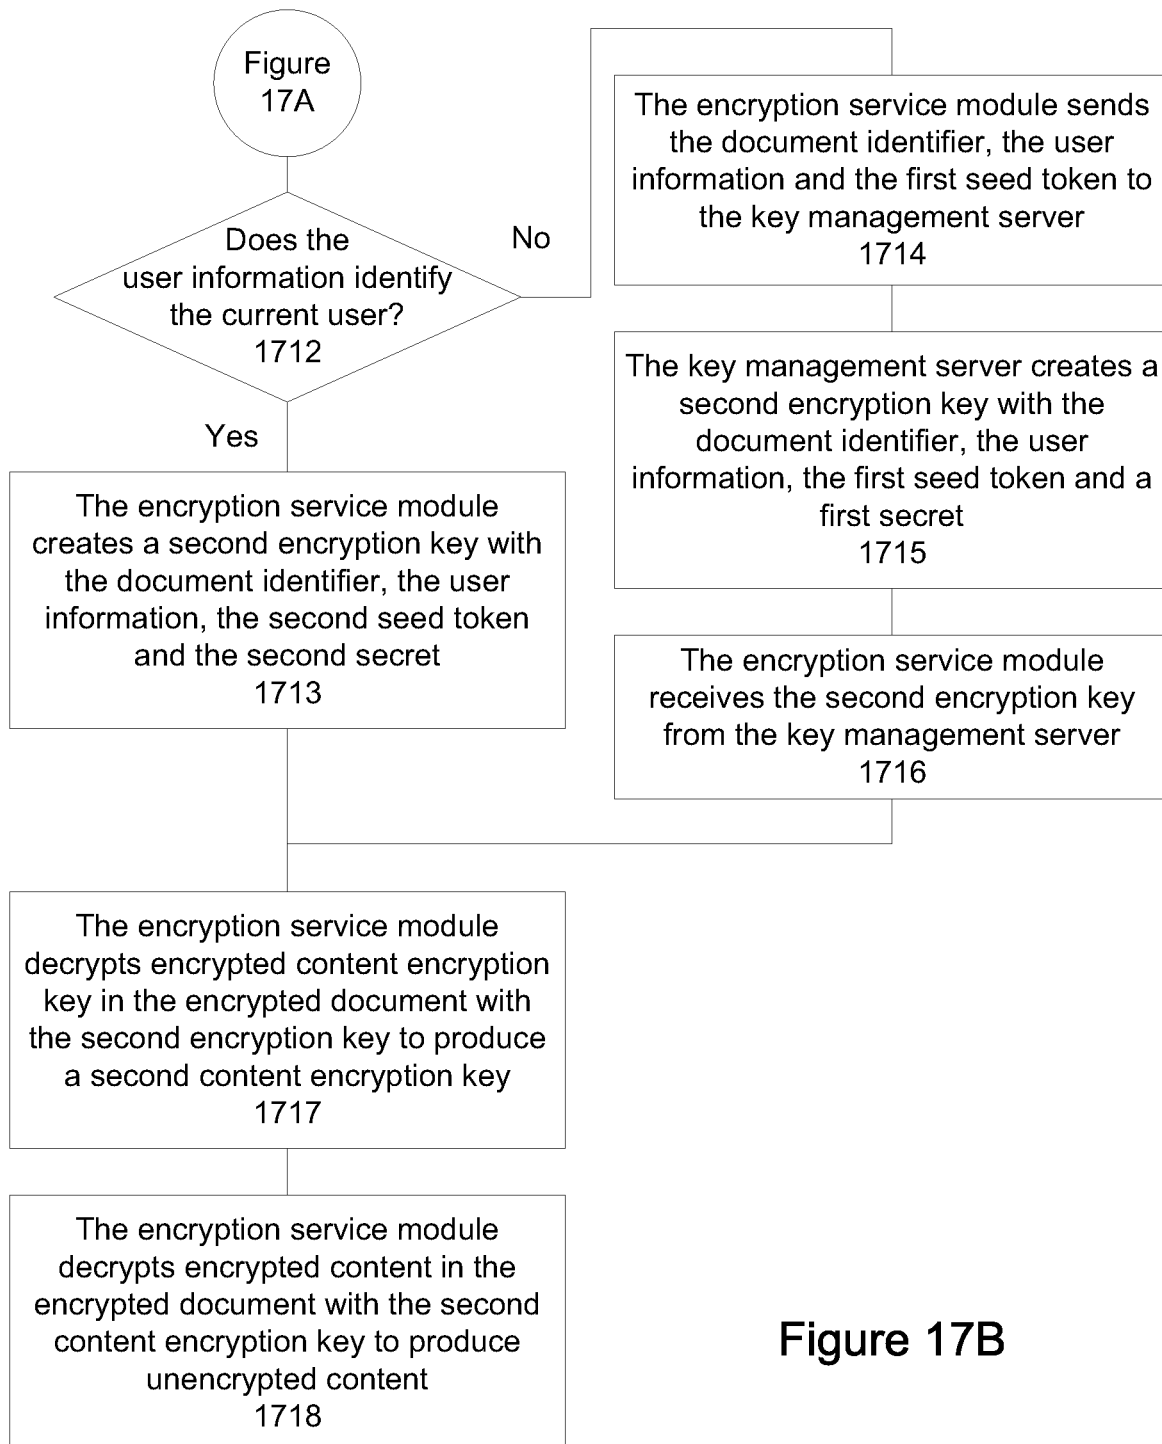 Figure
17A
Does the
user information identify
the current user?
1712
No
Yes
The encryption service module sends
the document identifier, the user
information and the first seed token to
the key management server
1714
The key management server creates a
second encryption key with the
document identifier, the user
information, the first seed token and a
first secret
1715
The encryption service module
receives the second encryption key
from the key management server
1716
The encryption service module
creates a second encryption key with
the document identifier, the user
information, the second seed token
and the second secret
1713
The encryption service module
decrypts encrypted content encryption
key in the encrypted document with
the second encryption key to produce
a second content encryption key
1717
The encryption service module
decrypts encrypted content in the
encrypted document with the second
content encryption key to produce
unencrypted content
1718
Figure 17B